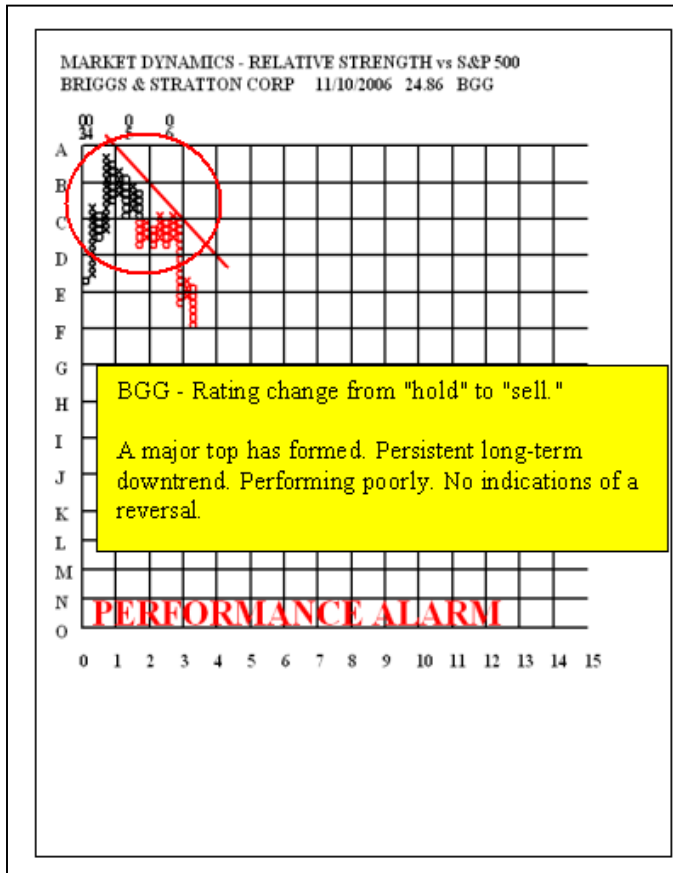 MARKET DYNAMICS - RELATIVE STRENGTH vs S&P 500
BRIGGS & STRATTON CORP 11/10/2006 24.86 BGG
A
B
C
D
E
F
G
H
I
J
K
L
M
N
O
BGG - Rating change from "hold" to "sell."
A major top has formed. Persistent long-term
downtrend. Performing poorly. No indications of a
reversal.
PERFORMANCE ALARM
0 1 2 3 4 5 6 7 8 9 10 11 12 13 14 15